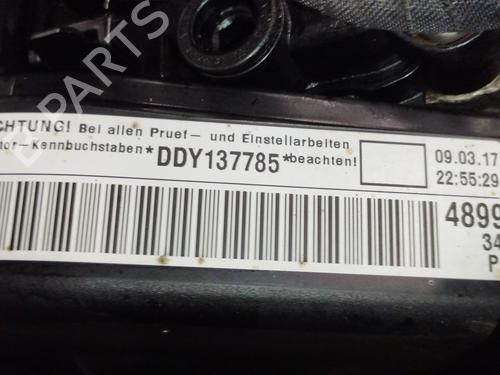 CHTUNG! Bei allen Pruef- und Einstellarbeiten
tor-Kennbuchstaben*DDY137785*beachten!
09.03.17
22:55:29
4899
34
P
B PARTS